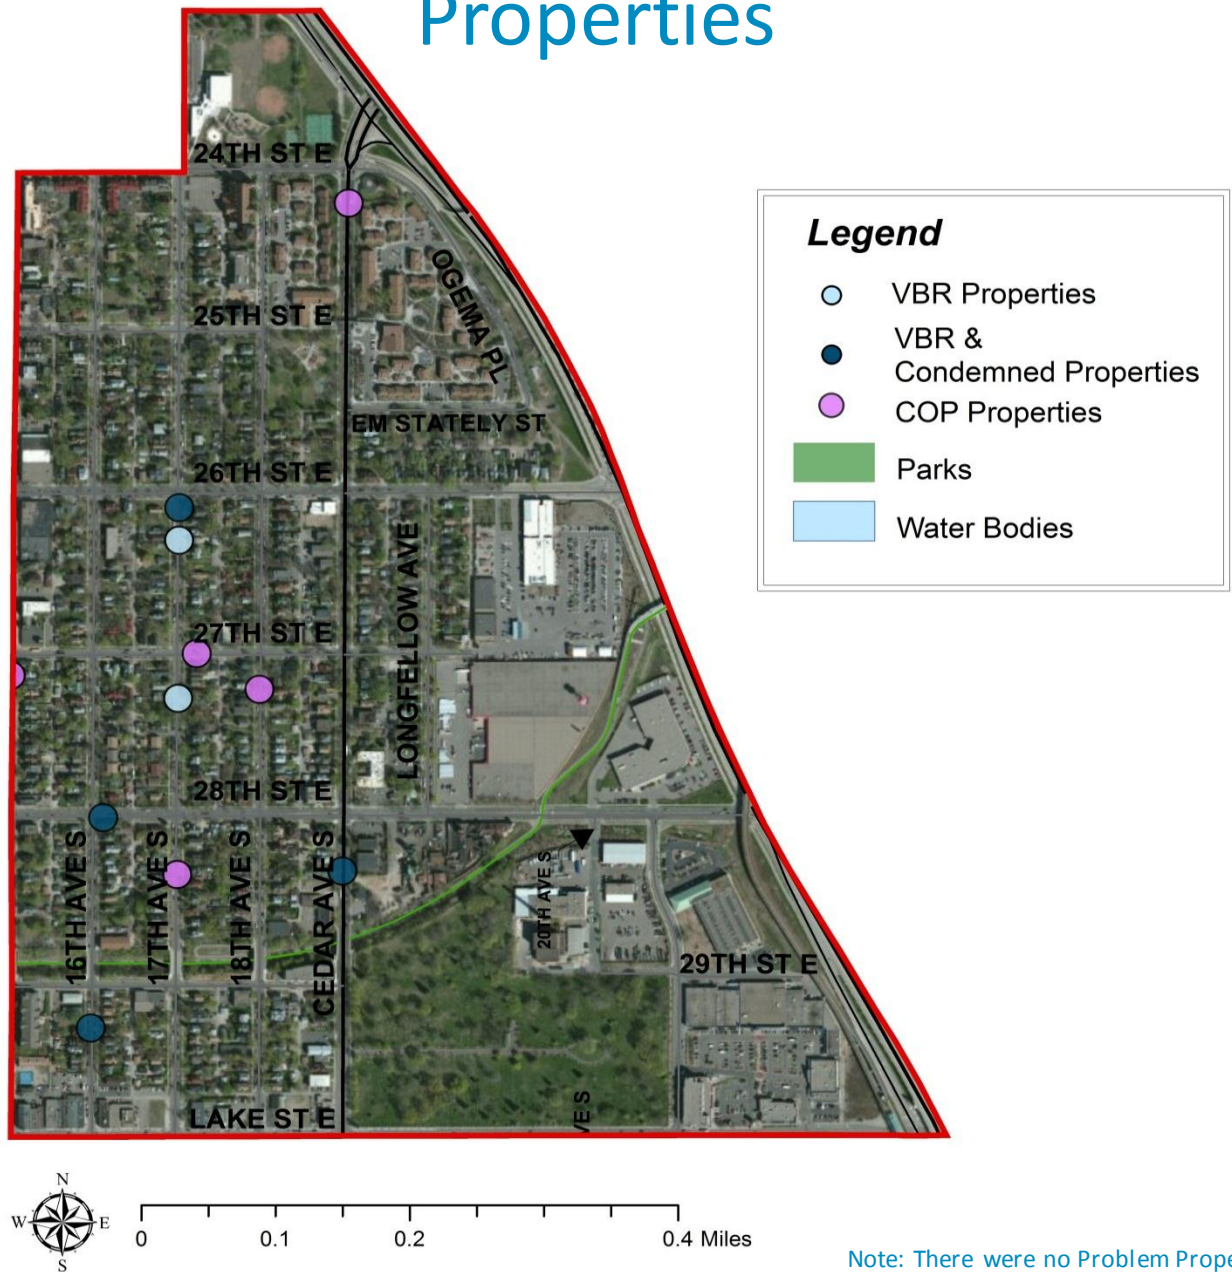 Properties
24TH ST E
OGEMA PL
25TH ST E
EM STATELY ST
26TH ST E
LONGFELLOW AVE
27TH ST E
28TH ST E
16TH AVE S
17TH AVE S
18TH AVE S
CEDAR AVE S
20TH AVE S
29TH ST E
VE S
LAKE ST E
Legend
VBR Properties
VBR &
Condemned Properties
COP Properties
Parks
Water Bodies
N
W
E
S
0
0.1
0.2
0.4 Miles
Note: There were no Problem Prope